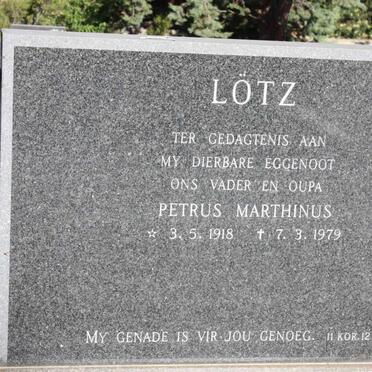 LÖTZ
TER GEDAGTENIS AAN
MY DIERBARE EGGENOOT
ONS VADER EN OUPA
PETRUS MARTHINUS
☆ 3.5.1918 ✝ 7.3.1979
MY GENADE IS VIR JOU GENOEG. II KOR.12